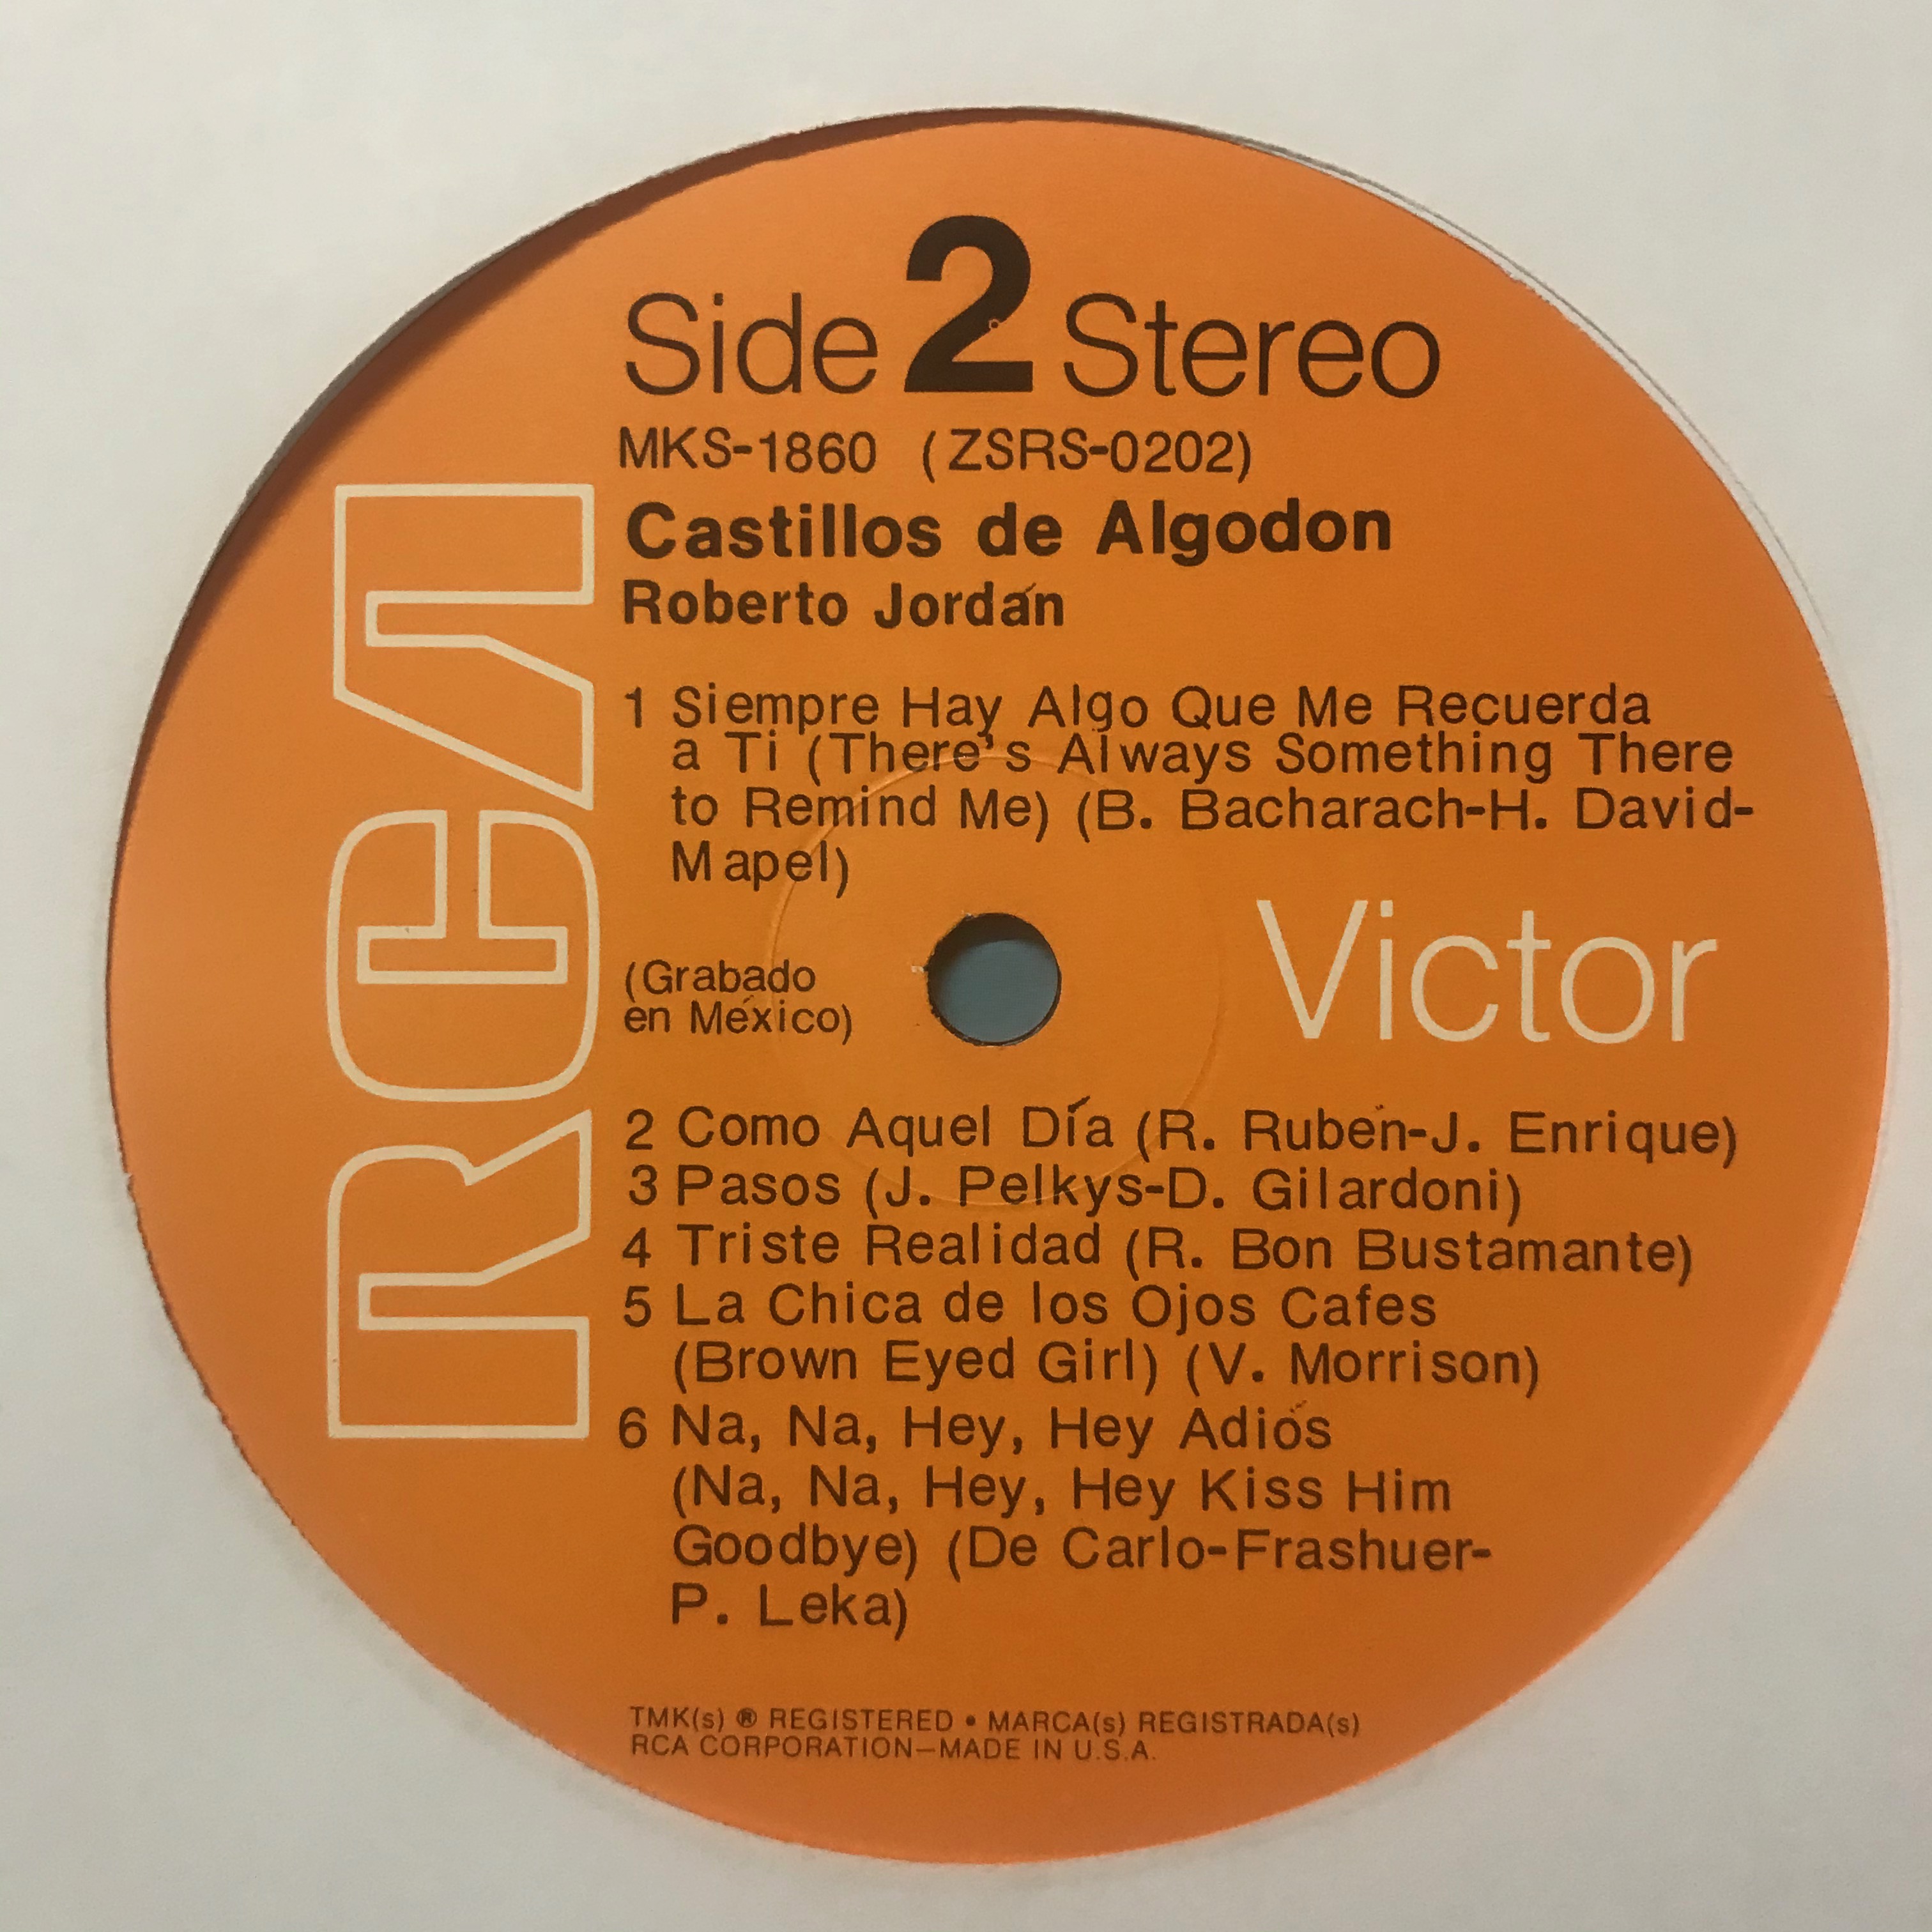 Side 2 Stereo
MKS-1860 (ZSRS-0202)
Castillos de Algodon
Roberto Jordán
1 Siempre Hay Algo Que Me Recuerda
a Ti (There's Always Something There
to Remind Me) (B. Bacharach-H. David-
Mapel)
RCA
(Grabado
en México)
Victor
2 Como Aquel Día (R. Rubén-J. Enrique)
3 Pasos (J. Pelkys-D. Gilardoni)
4 Triste Realidad (R. Bon Bustamante)
5 La Chica de los Ojos Cafes
(Brown Eyed Girl) (V. Morrison)
6 Na, Na, Hey, Hey Adiós
(Na, Na, Hey, Hey Kiss Him
Goodbye) (De Carlo-Frashuer-
P. Leka)
TMK(s) ® REGISTERED • MARCA(s) REGISTRADA(s)
RCA CORPORATION—MADE IN U.S.A.